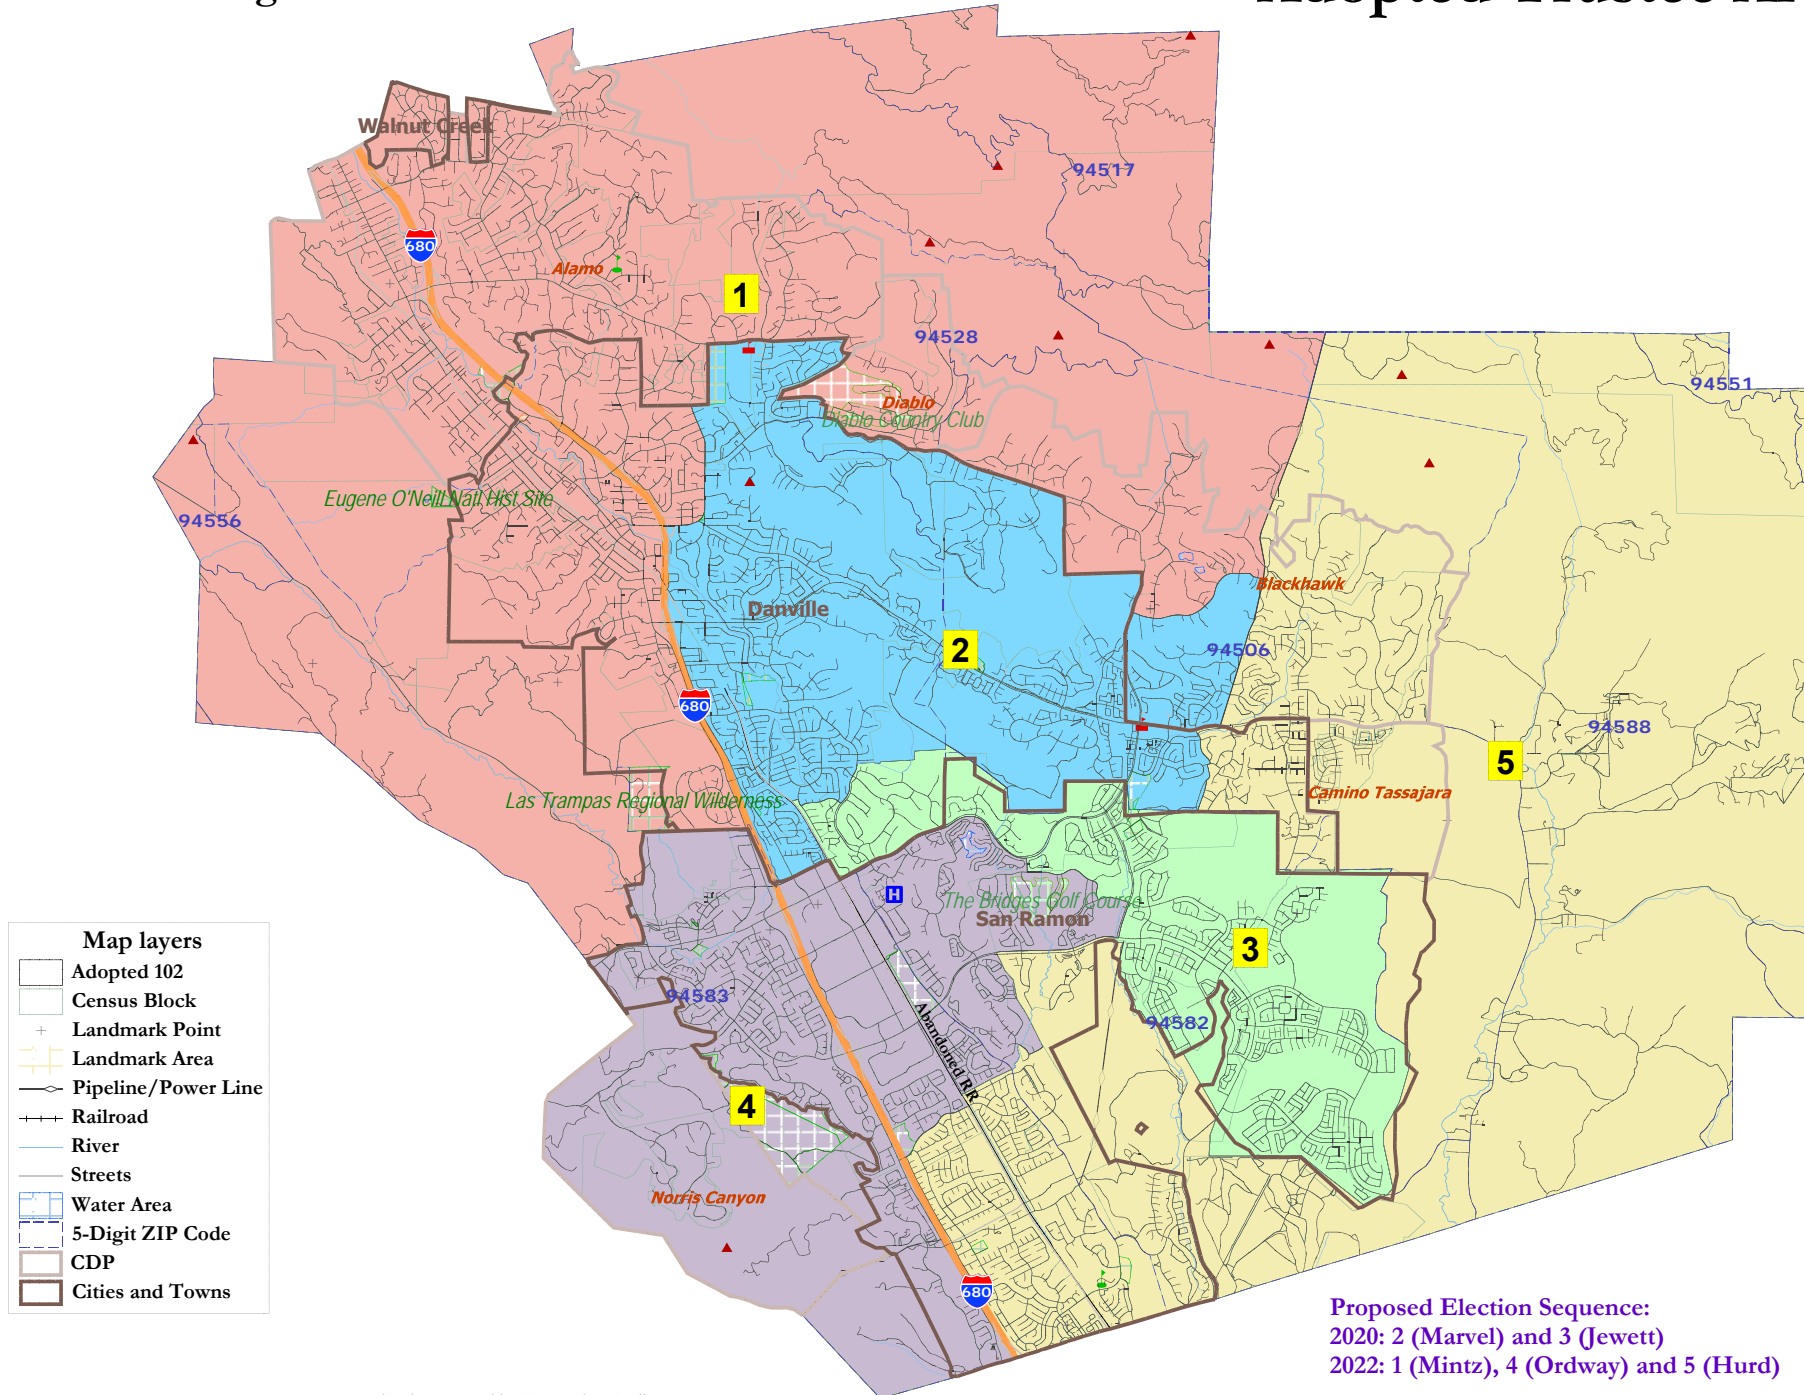 Walnut Creek
94517
680
Alamo
1
94528
94551
Diablo
Diablo Country Club
Eugene O'Neill Natl Hist Site
94556
Blackhawk
Danville
2
94506
680
94588
5
Las Trampas Regional Wilderness
Camino Tassajara
H
The Bridges Golf Course
San Ramon
3
94583
94582
Abandoned RR
4
Norris Canyon
680
Map layers
Adopted 102
Census Block
Landmark Point
Landmark Area
Pipeline/Power Line
Railroad
River
Streets
Water Area
5-Digit ZIP Code
CDP
Cities and Towns
Proposed Election Sequence:
2020: 2 (Marvel) and 3 (Jewett)
2022: 1 (Mintz), 4 (Ordway) and 5 (Hurd)